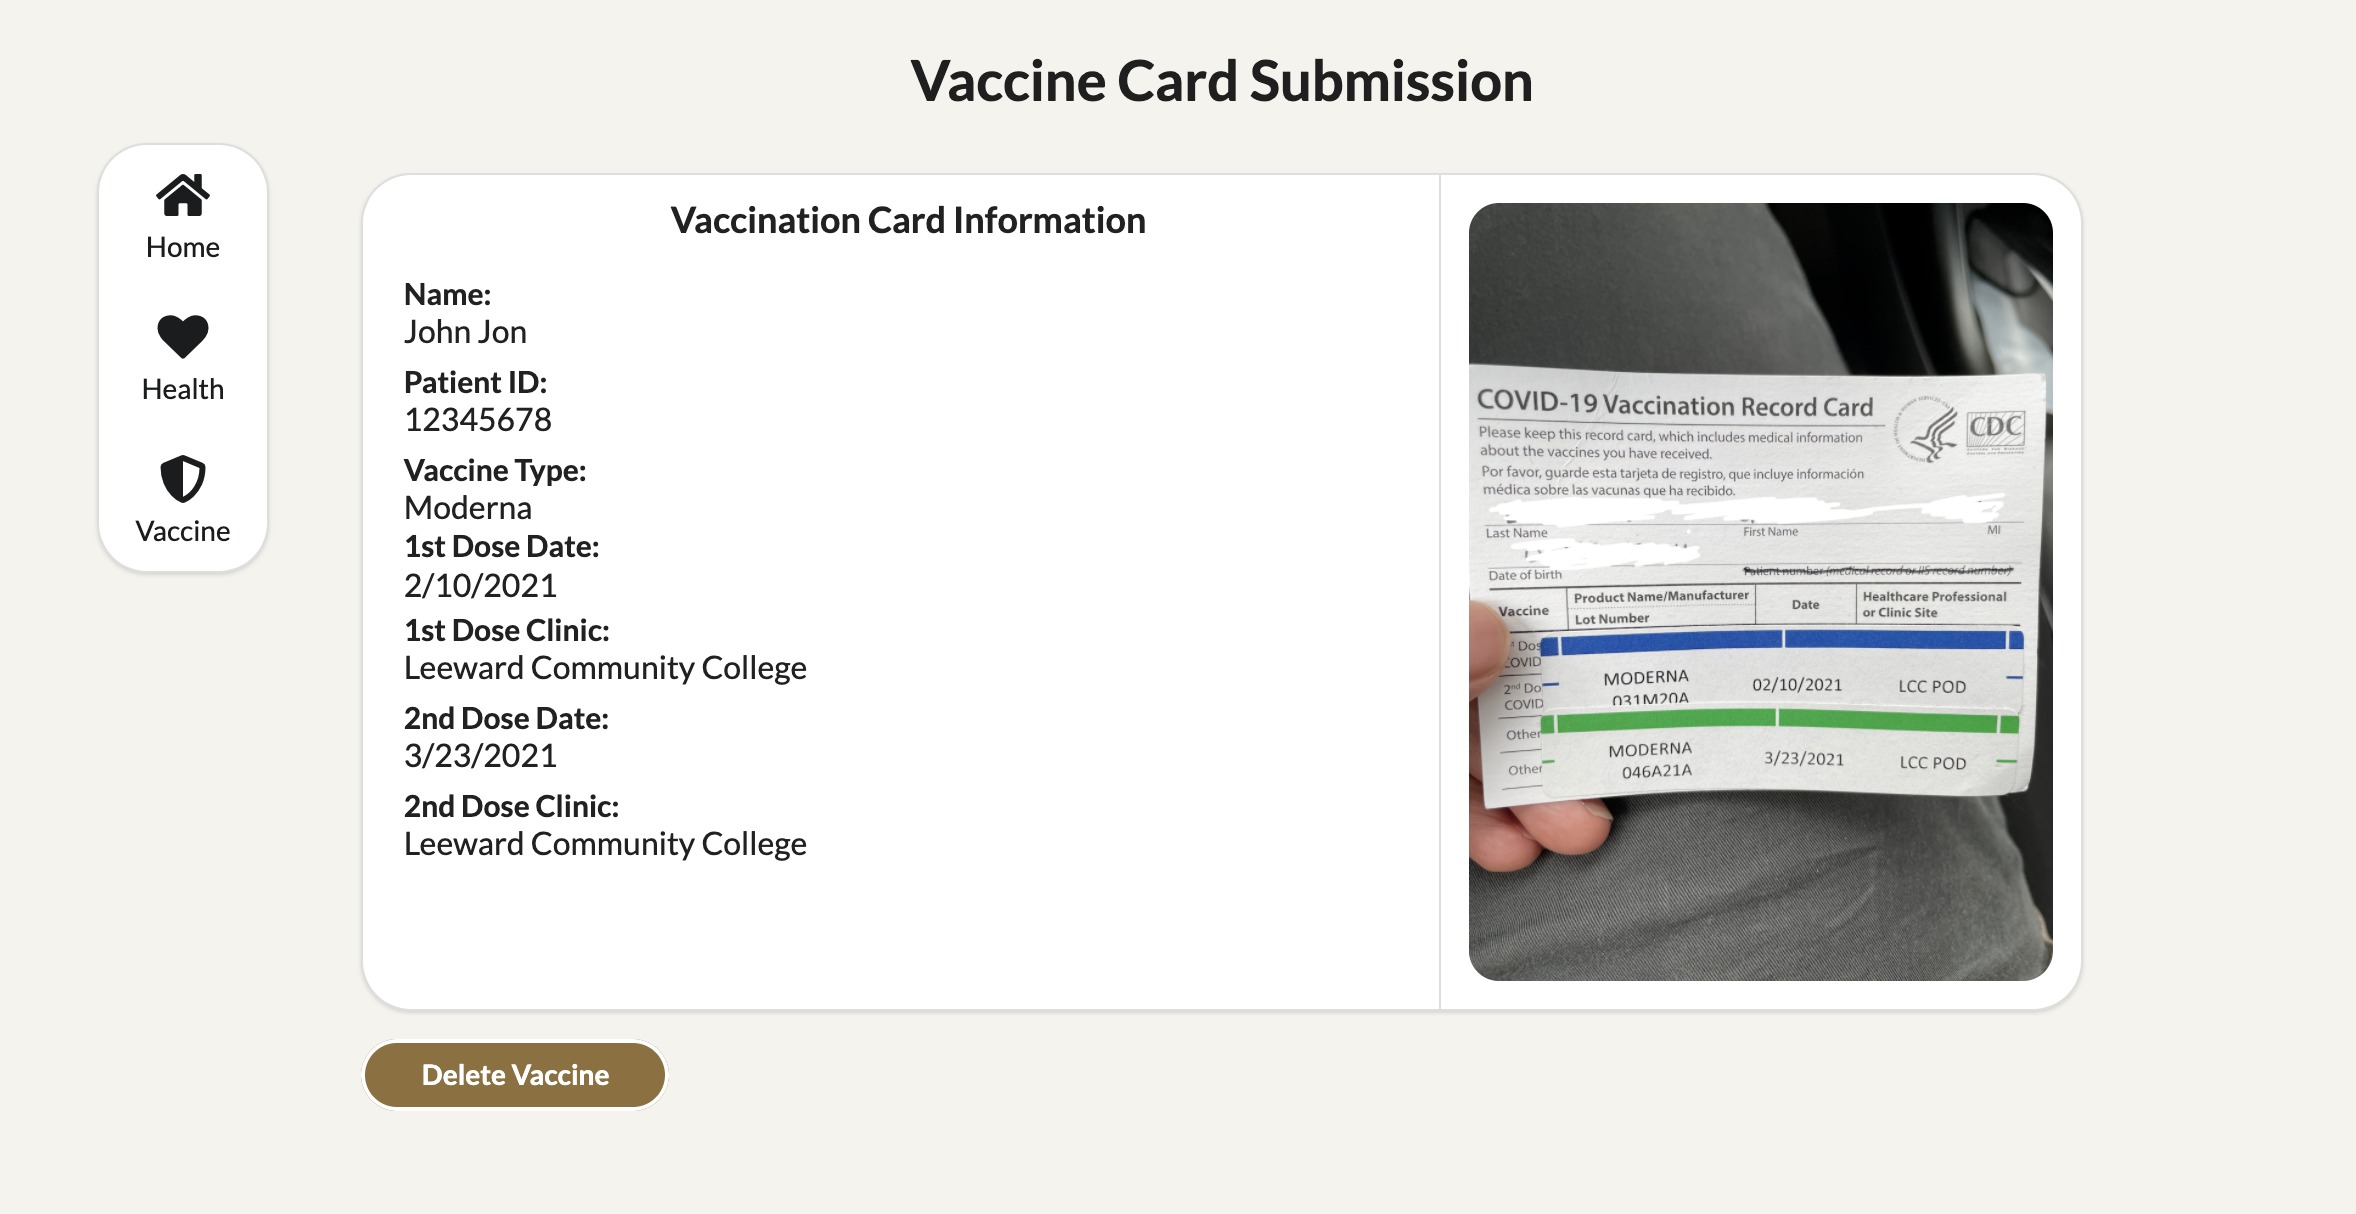 Vaccine Card Submission
Home
Health
Vaccine
Vaccination Card Information
Name:
John Jon
Patient ID:
12345678
Vaccine Type:
Moderna
1st Dose Date:
2/10/2021
1st Dose Clinic:
Leeward Community College
2nd Dose Date:
3/23/2021
2nd Dose Clinic:
Leeward Community College
Delete Vaccine
COVID-19 Vaccination Record Card
CDC
Please keep this record card, which includes medical information
about the vaccines you have received.
Por favor, guarde esta tarjeta de registro, que incluye información
médica sobre las vacunas que ha recibido.
Last Name First Name MI
Date of birth Patient number (medical record or IIS record number)
Vaccine Product Name/Manufacturer Date Healthcare Professional
Lot Number or Clinic Site
COVID
MODERNA 02/10/2021 LCC POD
031M20A
2nd Do
COVID
Other
MODERNA 3/23/2021 LCC POD
046A21A
Other